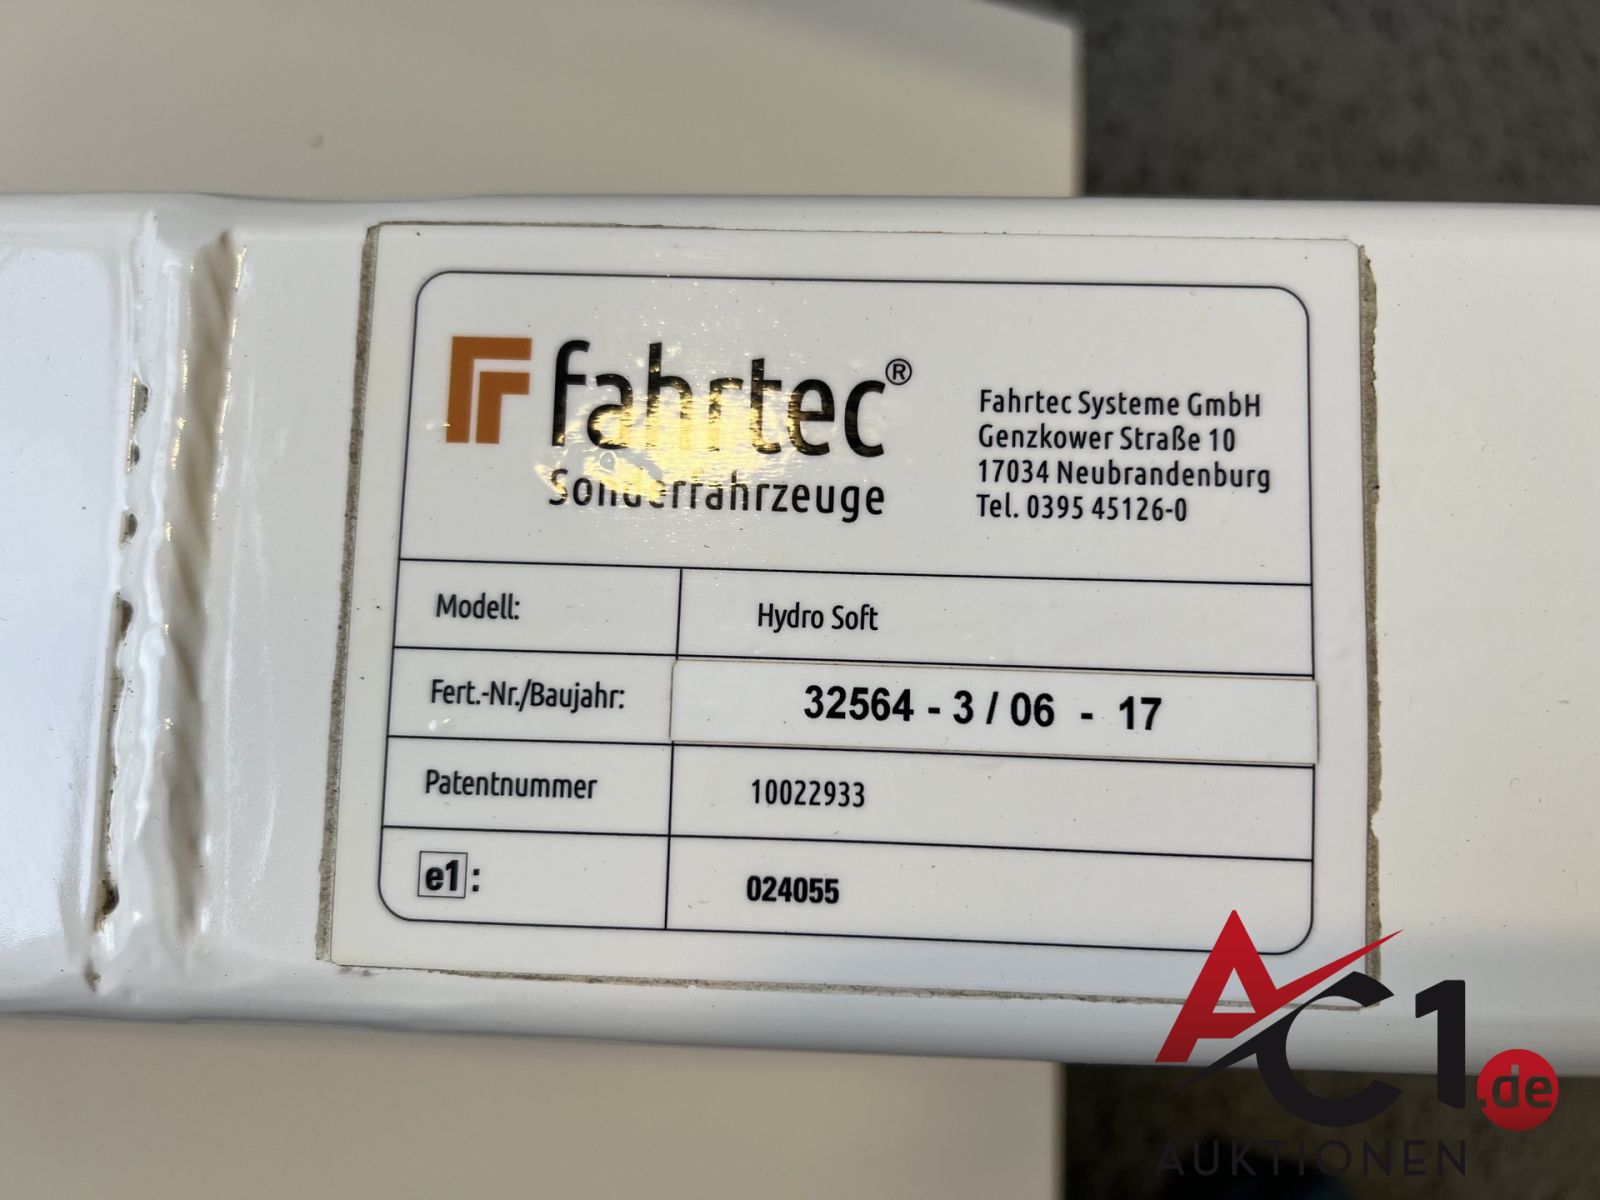 fahrtec®
Sonderfahrzeuge
Fahrtec Systeme GmbH
Genzkower Straße 10
17034 Neubrandenburg
Tel. 0395 45126-0
Modell: Hydro Soft
Fert.-Nr./Baujahr: 32564 - 3 / 06 - 17
Patentnummer 10022933
e1: 024055
AC1.de
AUKTIONEN